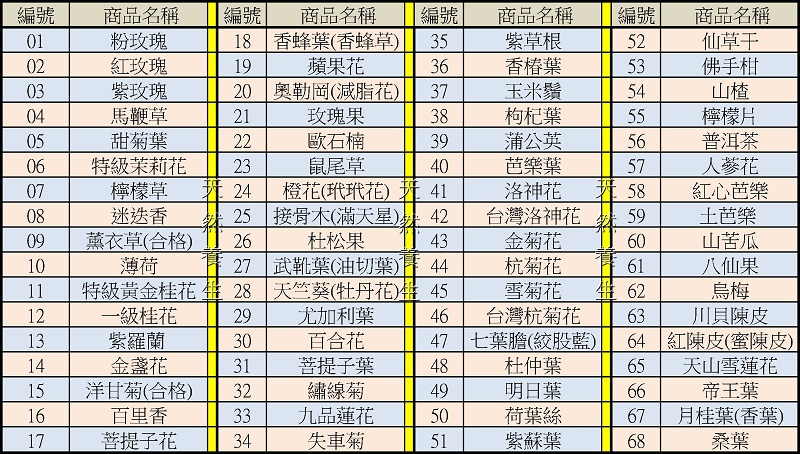 編號 商品名稱 編號 商品名稱 編號 商品名稱 編號 商品名稱
01 粉玫瑰 18 香蜂葉(香蜂草) 35 紫草根 52 仙草干
02 紅玫瑰 19 蘋果花 36 香椿葉 53 佛手柑
03 紫玫瑰 20 奧勒岡(減脂花) 37 玉米鬚 54 山楂
04 馬鞭草 21 玫瑰果 38 枸杞葉 55 檸檬片
05 甜菊葉 22 歐石楠 39 蒲公英 56 普洱茶
06 特級茉莉花 23 鼠尾草 40 芭樂葉 57 人蔘花
07 檸檬草 24 橙花(玳玳花) 41 洛神花 58 紅心芭樂
08 迷迭香 25 接骨木(滿天星) 42 台灣洛神花 59 土芭樂
09 薰衣草(合格) 26 杜松果 43 金菊花 60 山苦瓜
10 薄荷 27 武靴葉(油切葉) 44 杭菊花 61 八仙果
11 特級黃金桂花 28 天竺葵(牡丹花) 45 雪菊花 62 烏梅
12 一級桂花 29 尤加利葉 46 台灣杭菊花 63 川貝陳皮
13 紫羅蘭 30 百合花 47 七葉膽(絞股藍) 64 紅陳皮(蜜陳皮)
14 金盞花 31 菩提子葉 48 杜仲葉 65 天山雪蓮花
15 洋甘菊(合格) 32 繡線菊 49 明日葉 66 帝王葉
16 百里香 33 九品蓮花 50 荷葉絲 67 月桂葉(香葉)
17 菩提子花 34 失車菊 51 紫蘇葉 68 桑葉
天然養生
天然養生
天然養生